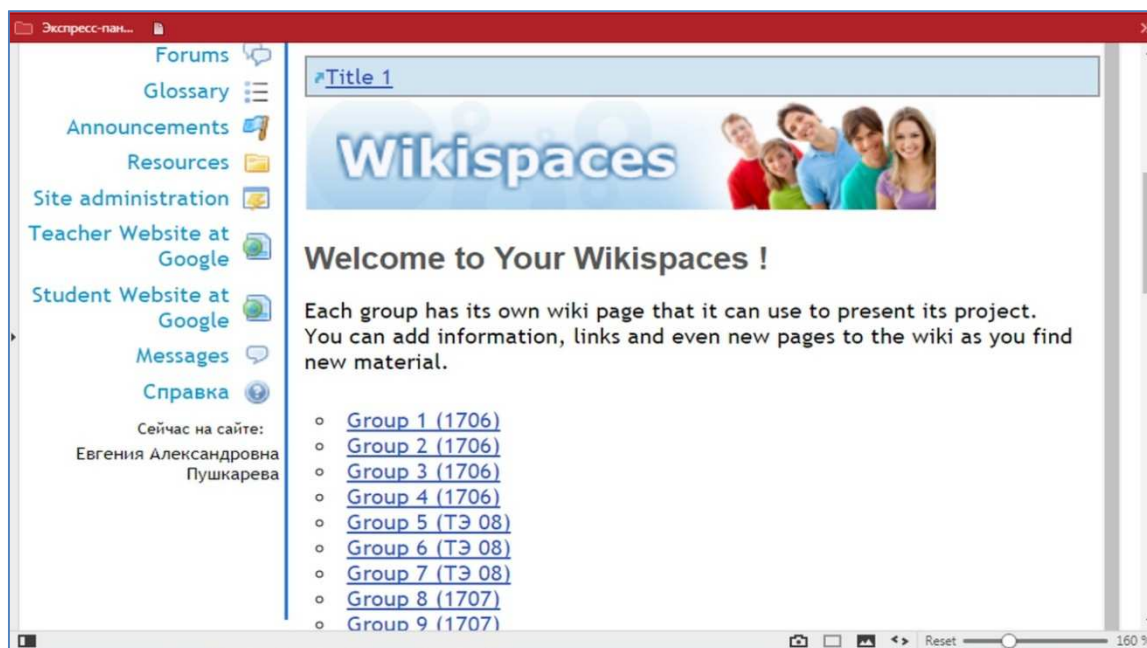 Экспресс-пан...
Forums
Glossary
Announcements
Resources
Site administration
Teacher Website at
Google
Student Website at
Google
Messages
Справка
Сейчас на сайте:
Евгения Александровна
Пушкарева
Title 1
Wikispaces
Welcome to Your Wikispaces !
Each group has its own wiki page that it can use to present its project.
You can add information, links and even new pages to the wiki as you find
new material.
Group 1 (1706)
Group 2 (1706)
Group 3 (1706)
Group 4 (1706)
Group 5 (ТЭ 08)
Group 6 (ТЭ 08)
Group 7 (ТЭ 08)
Group 8 (1707)
Group 9 (1707)
Reset 160 %